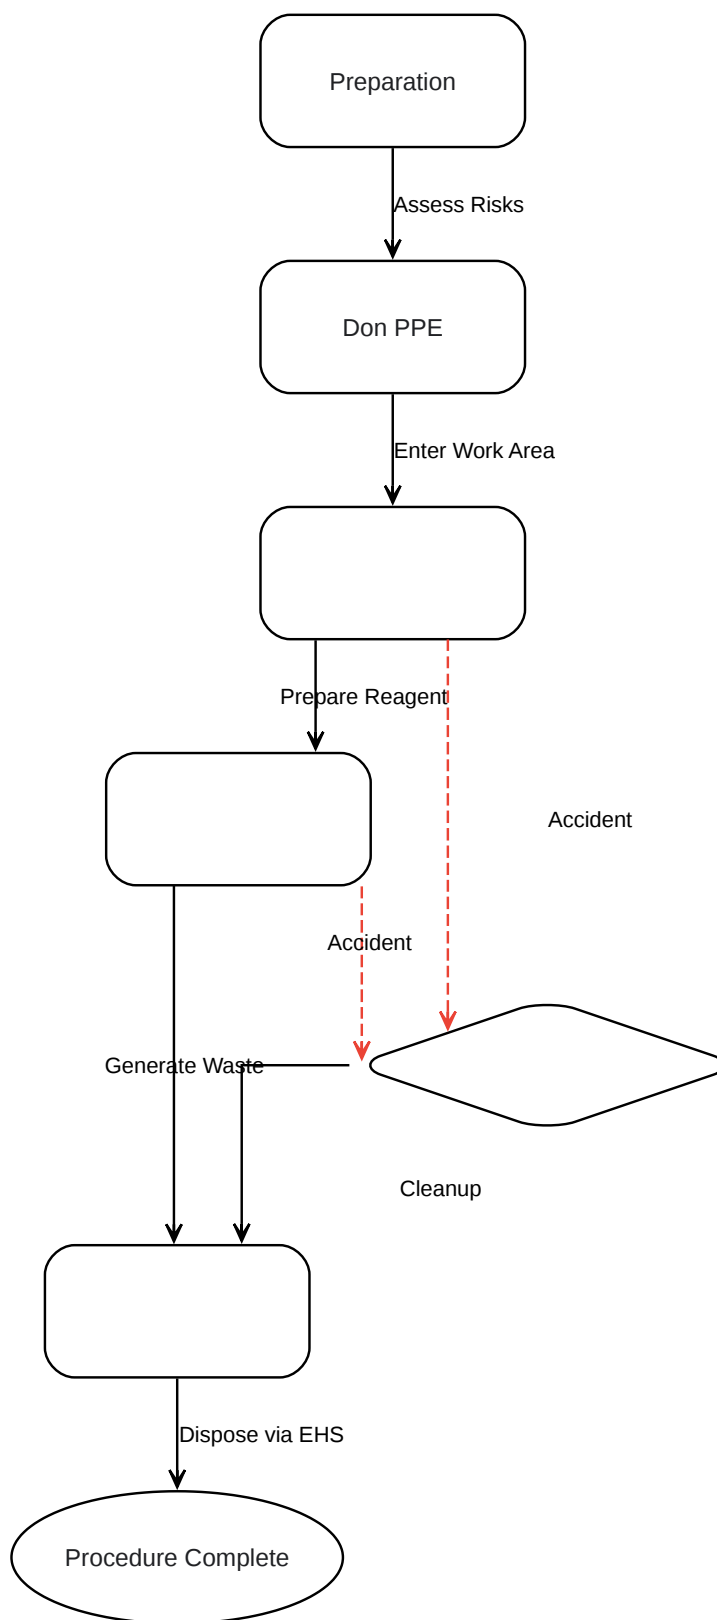 Preparation
Assess Risks
Don PPE
Enter Work Area
Prepare Reagent
Accident
Accident
Generate Waste
Cleanup
Dispose via EHS
Procedure Complete